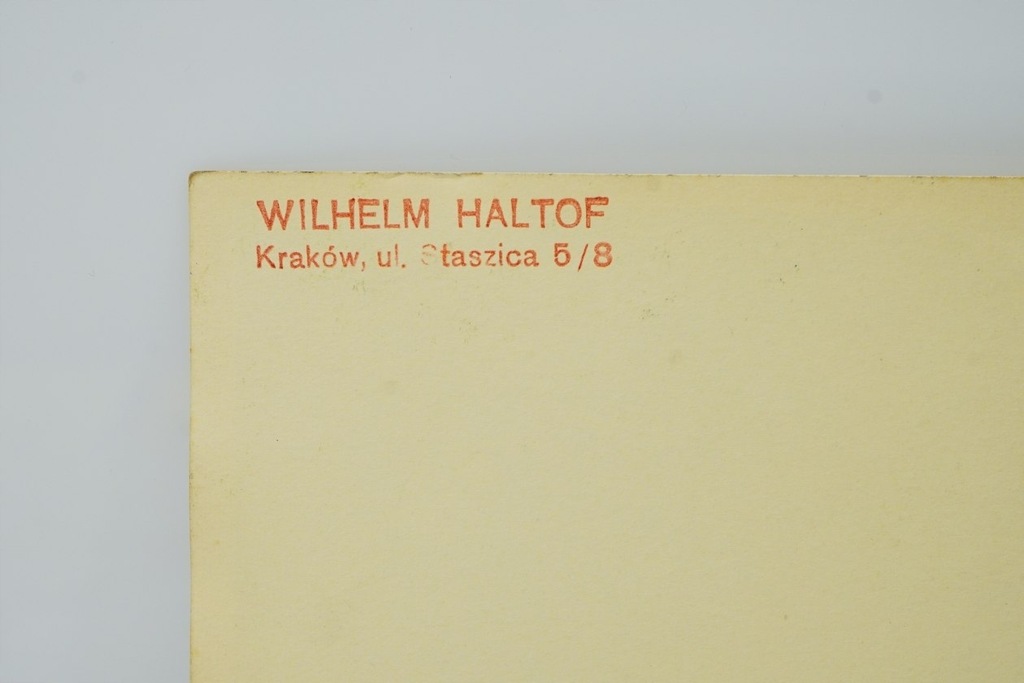 WILHELM HALTOF
Kraków, ul. Staszica 5/8